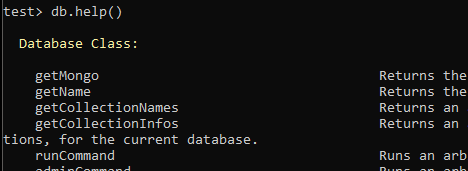 test> db.help()
Database Class:
getMongo Returns the
getName Returns the
getCollectionNames Returns an
getCollectionInfos Returns an
tions, for the current database.
runCommand Runs an arb
adminCommand Runs an arb